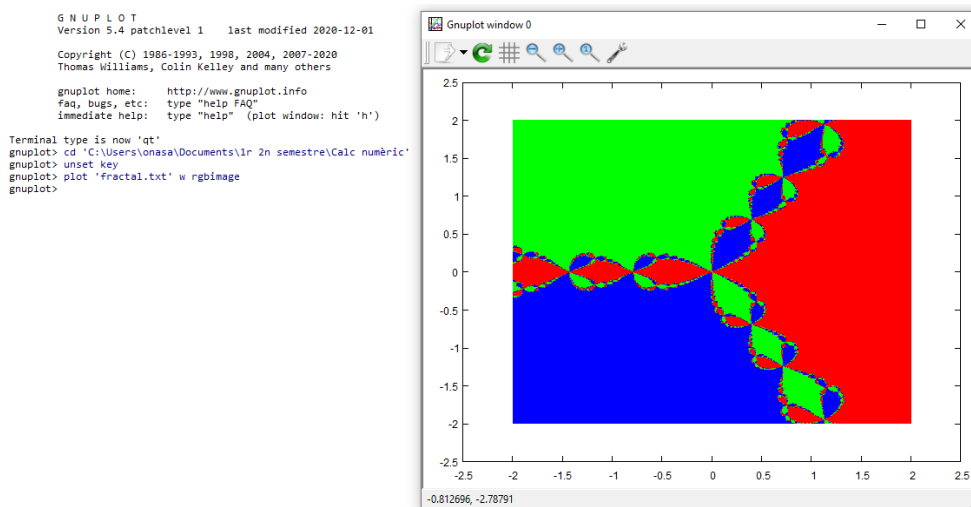 G N U P L O T
Version 5.4 patchlevel 1    last modified 2020-12-01
Copyright (C) 1986-1993, 1998, 2004, 2007-2020
Thomas Williams, Colin Kelley and many others
gnuplot home:     http://www.gnuplot.info
faq, bugs, etc:   type "help FAQ"
immediate help:   type "help"  (plot window: hit 'h')
Terminal type is now 'qt'
gnuplot> cd 'C:\Users\onasa\Documents\1r 2n semestre\Calc numèric'
gnuplot> unset key
gnuplot> plot 'fractal.txt' w rgbimage
gnuplot>
Gnuplot window 0
2.5
2
1.5
1
0.5
0
-0.5
-1
-1.5
-2
-2.5
-2.5 -2 -1.5 -1 -0.5 0 0.5 1 1.5 2 2.5
-0.812696, -2.78791